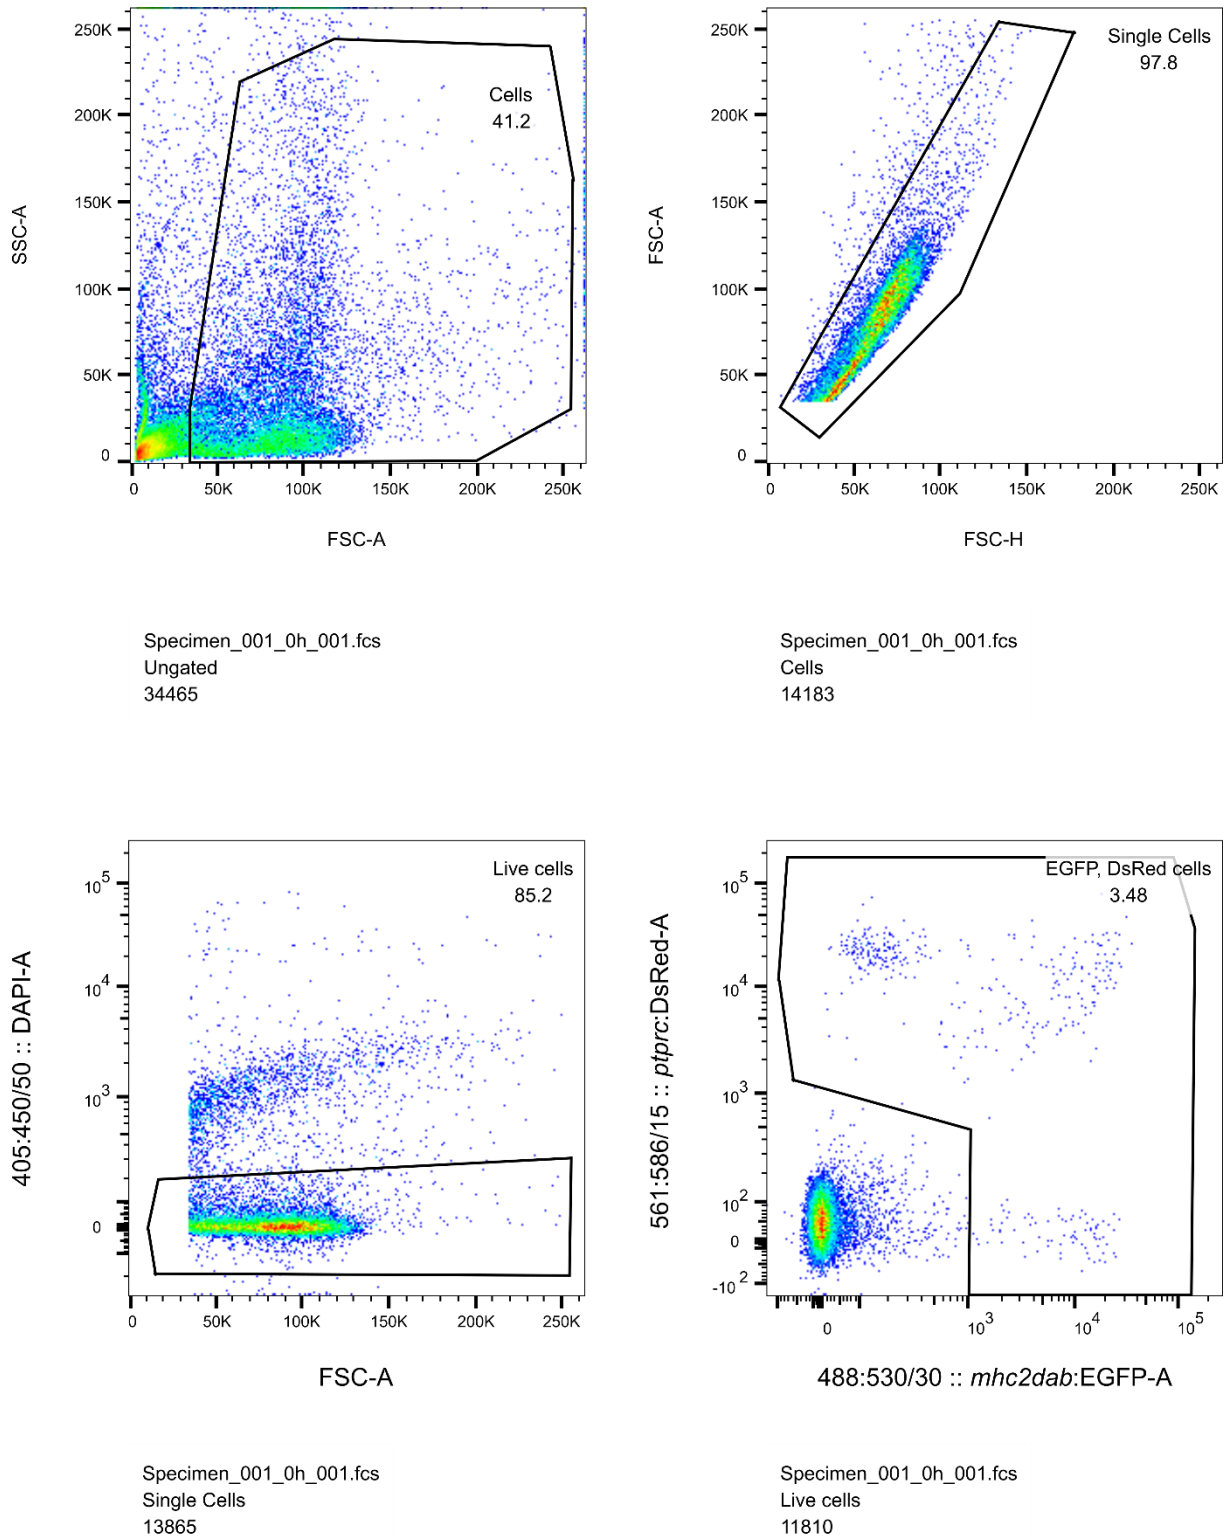 250K
200K
150K
100K
50K
0
SSC-A
Cells
41.2
0
50K
100K
150K
200K
250K
FSC-A
Specimen_001_0h_001.fcs
Ungated
34465
250K
200K
150K
100K
50K
0
FSC-A
Single Cells
97.8
0
50K
100K
150K
200K
250K
FSC-H
Specimen_001_0h_001.fcs
Cells
14183
10^5
10^4
10^3
0
405:450/50 :: DAPI-A
Live cells
85.2
0
50K
100K
150K
200K
250K
FSC-A
Specimen_001_0h_001.fcs
Single Cells
13865
10^5
10^4
10^3
10^2
0
-10^2
561:586/15 :: ptprc:DsRed-A
EGFP, DsRed cells
3.48
0
10^3
10^4
10^5
488:530/30 :: mhc2dab:EGFP-A
Specimen_001_0h_001.fcs
Live cells
11810